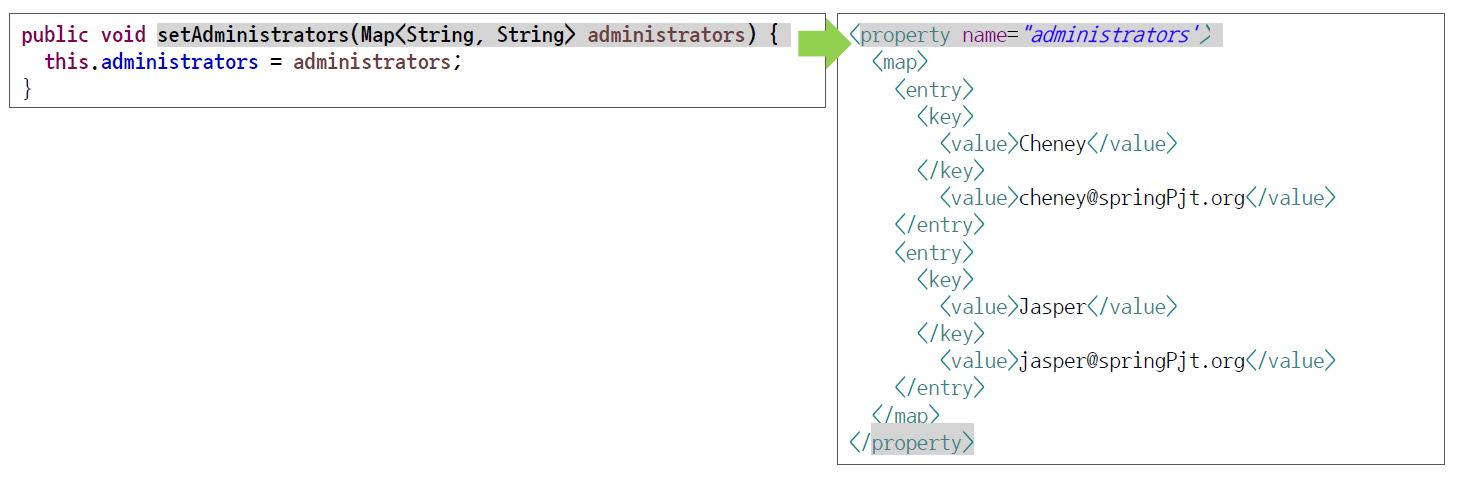 public void setAdministrators(Map<String, String> administrators) {
this.administrators = administrators;
}
<property name="administrators">
<map>
<entry>
<key>
<value>Cheney</value>
</key>
<value>cheney@springPjt.org</value>
</entry>
<entry>
<key>
<value>Jasper</value>
</key>
<value>jasper@springPjt.org</value>
</entry>
</map>
</property>